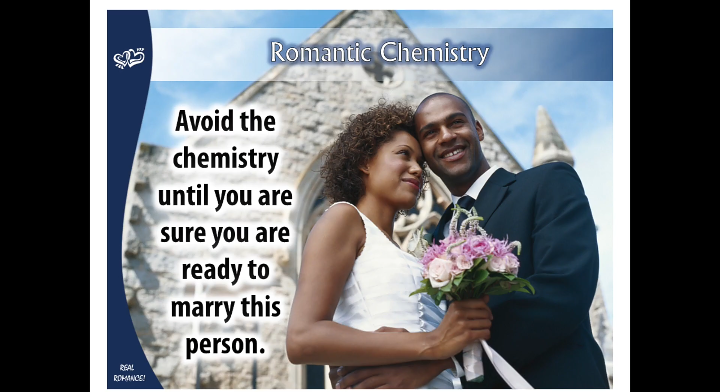 Romantic Chemistry
Avoid the
chemistry
until you are
sure you are
ready to
marry this
person.
REAL
ROMANCE!